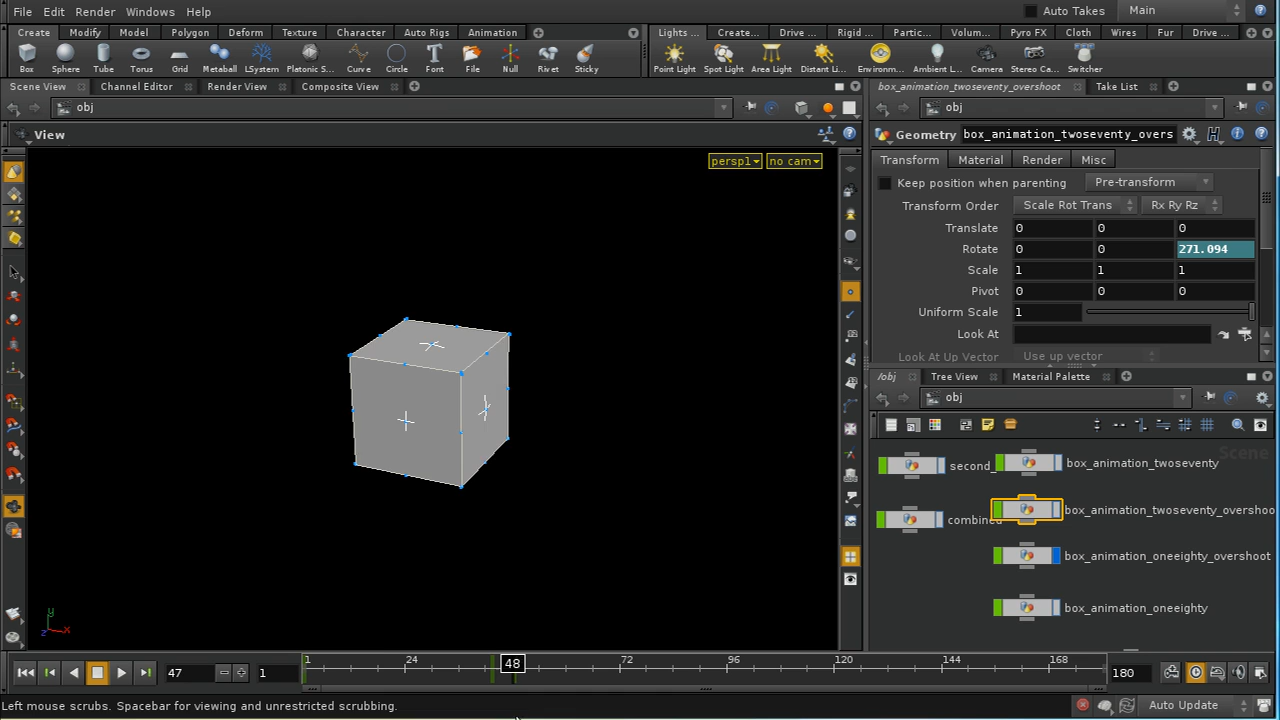 File Edit Render Windows Help Auto Takes Main
Create Modify Model Polygon Deform Texture Character Auto Rigs Animation Lights ... Create... Drive ... Rigid ... Partic... Volum... Pyro FX Cloth Wires Fur Drive ...
Box Sphere Tube Torus Grid Metaball LSystem Platonic S... Curve Circle Font File Null Rivet Sticky Point Light Spot Light Area Light Distant Li... Environm... Ambient L... Camera Stereo Ca... Switcher
Scene View Channel Editor Render View Composite View box_animation_twoseventy_overshoot Take List
obj obj
View Geometry box_animation_twoseventy_overs
persp1 no cam Transform Material Render Misc
Keep position when parenting Pre-transform
Transform Order Scale Rot Trans Rx Ry Rz
Translate 0 0 0
Rotate 0 0 271.094
Scale 1 1 1
Pivot 0 0 0
Uniform Scale 1
Look At
Look At Up Vector Use up vector
/obj Tree View Material Palette
obj
Scene
second_ box_animation_twoseventy
box_animation_twoseventy_overshoo
combined
box_animation_oneeighty_overshoot
box_animation_oneeighty
y
z x
47 1 1 24 48 72 96 120 144 168 180
Left mouse scrubs. Spacebar for viewing and unrestricted scrubbing. Auto Update